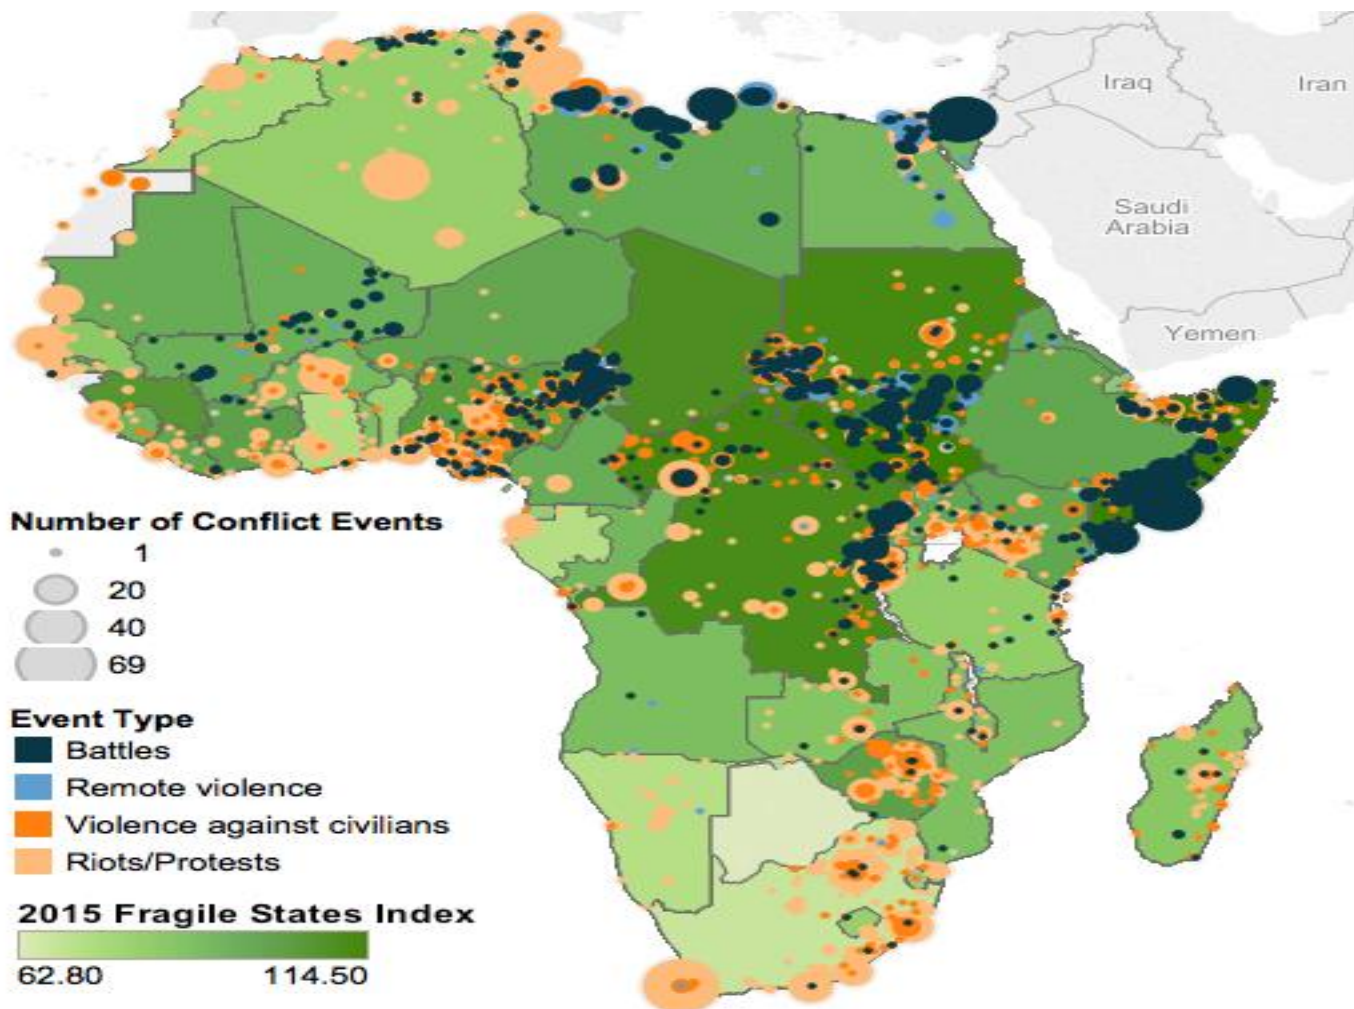 Iraq
Iran
Saudi
Arabia
Yemen
Number of Conflict Events
1
20
40
69
Event Type
Battles
Remote violence
Violence against civilians
Riots/Protests
2015 Fragile States Index
62.80 114.50